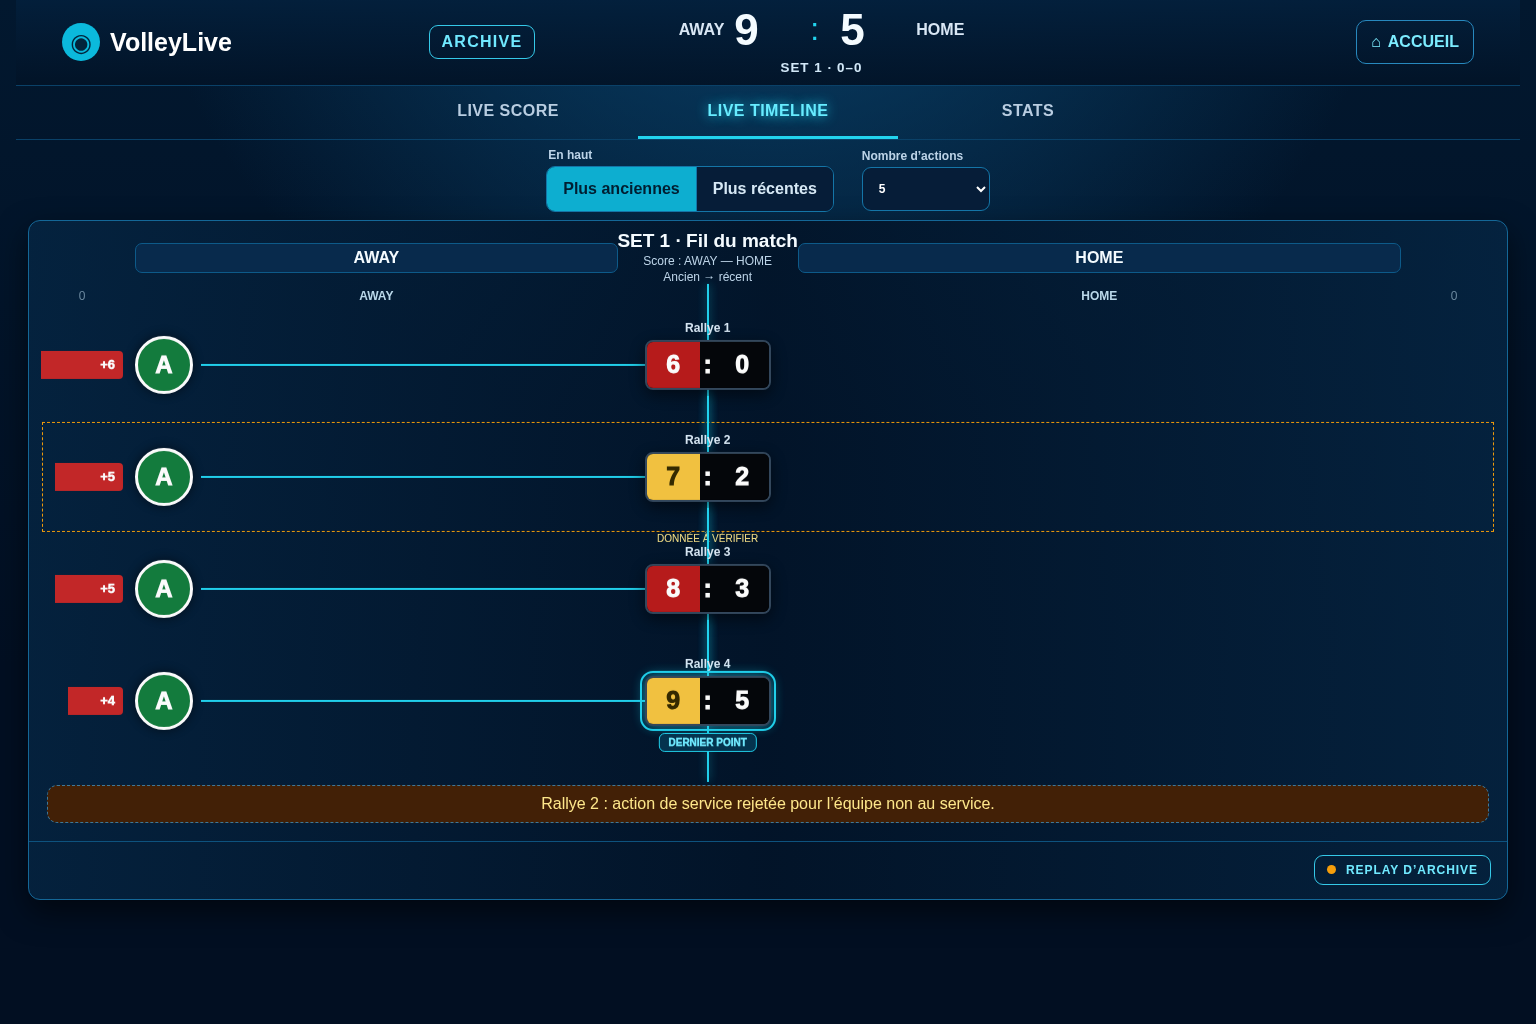 VolleyLive
ARCHIVE
AWAY 9 : 5 HOME
SET 1 · 0–0
⌂ ACCUEIL
LIVE SCORE
LIVE TIMELINE
STATS
En haut
Plus anciennes
Plus récentes
Nombre d'actions
5
SET 1 · Fil du match
AWAY
Score : AWAY — HOME
HOME
Ancien → récent
0
AWAY
HOME
0
Rallye 1
+6 A 6 : 0
Rallye 2
+5 A 7 : 2
DONNÉE À VÉRIFIER
Rallye 3
+5 A 8 : 3
Rallye 4
+4 A 9 : 5
DERNIER POINT
Rallye 2 : action de service rejetée pour l'équipe non au service.
REPLAY D'ARCHIVE